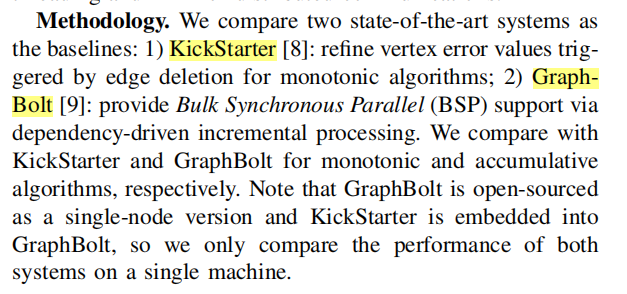 Methodology. We compare two state-of-the-art systems as
the baselines: 1) KickStarter [8]: refine vertex error values trig-
gered by edge deletion for monotonic algorithms; 2) Graph-
Bolt [9]: provide Bulk Synchronous Parallel (BSP) support via
dependency-driven incremental processing. We compare with
KickStarter and GraphBolt for monotonic and accumulative
algorithms, respectively. Note that GraphBolt is open-sourced
as a single-node version and KickStarter is embedded into
GraphBolt, so we only compare the performance of both
systems on a single machine.